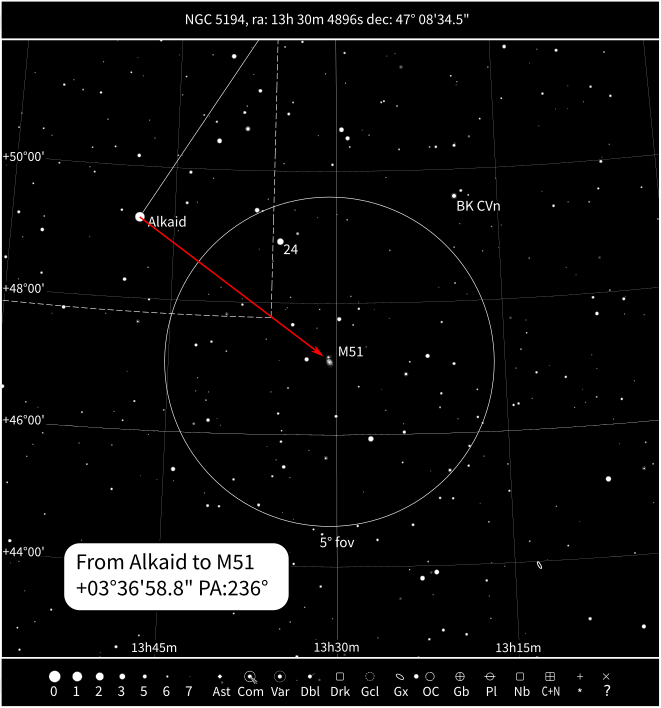 NGC 5194, ra: 13h 30m 4896s dec: 47° 08'34.5"
+50°00'
BK CVn
Alkaid
24
+48°00'
M51
+46°00'
5° fov
+44°00'
From Alkaid to M51
+03°36'58.8" PA:236°
13h45m 13h30m 13h15m
0 1 2 3 5 6 7 Ast Com Var Dbl Drk Gcl Gx OC Gb Pl Nb C+N * ?